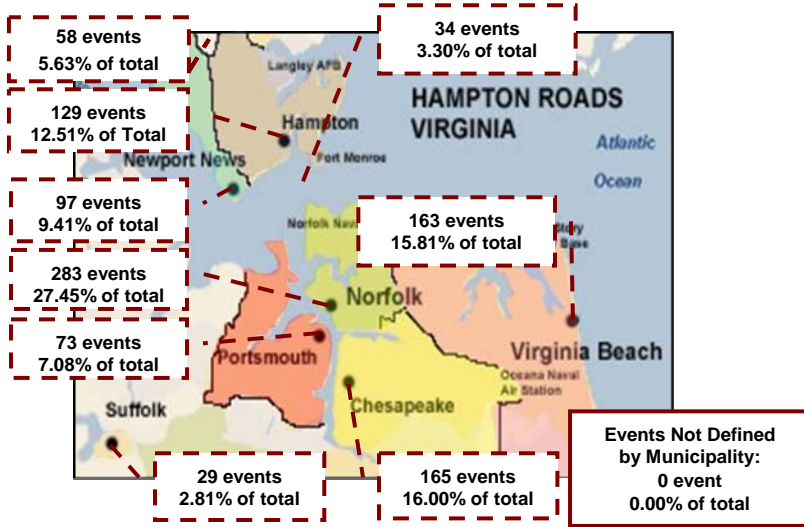 58 events
5.63% of total
34 events
3.30% of total
Langley AFB
129 events
12.51% of Total
HAMPTON ROADS
VIRGINIA
Hampton
Newport News
Fort Monroe
Atlantic
Ocean
97 events
9.41% of total
Norfolk
163 events
15.81% of total
Story
Base
283 events
27.45% of total
Norfolk
73 events
7.08% of total
Portsmouth
Virginia Beach
Oceana Naval
Air Station
Suffolk
Chesapeake
29 events
2.81% of total
165 events
16.00% of total
Events Not Defined
by Municipality:
0 event
0.00% of total